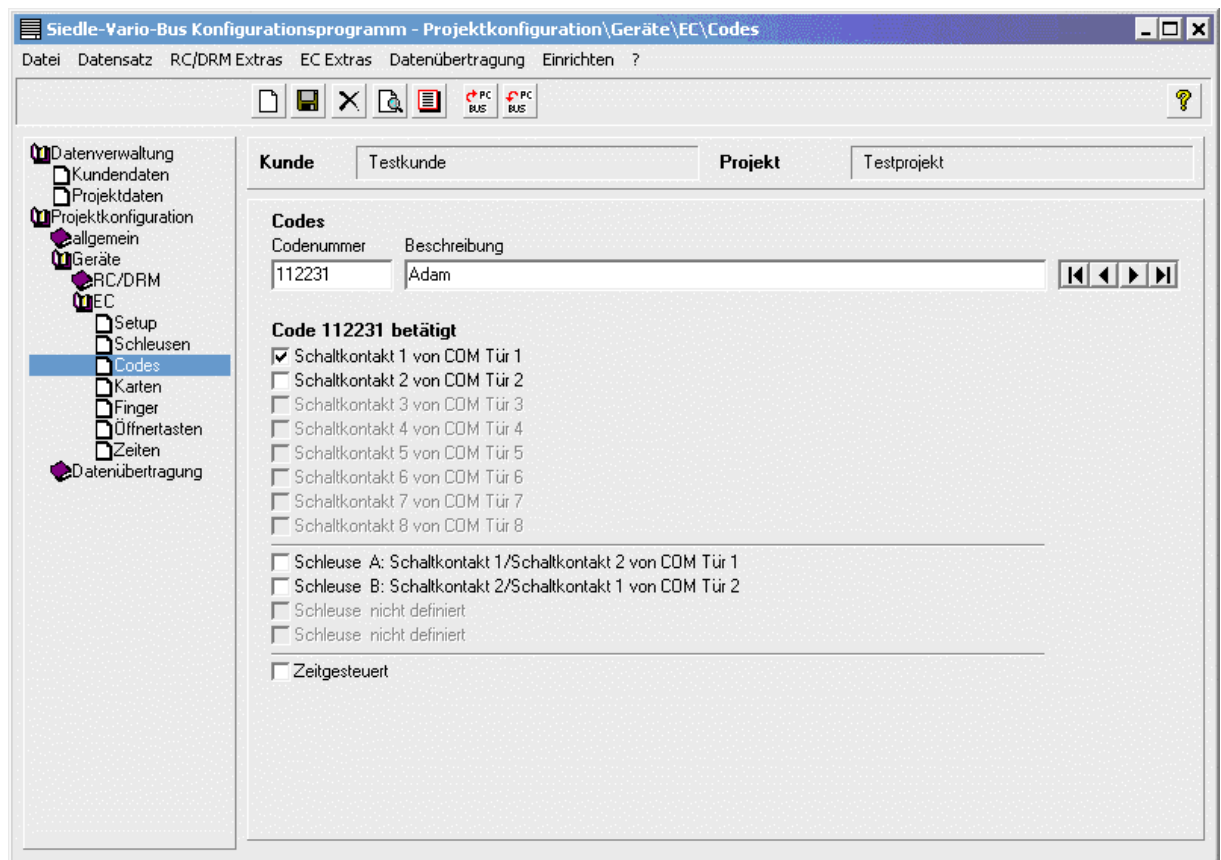 Siedle-Vario-Bus Konfigurationsprogramm - Projektkonfiguration\Geräte\EC\Codes
Datei Datensatz RC/DRM Extras EC Extras Datenübertragung Einrichten ?
PC BUS PC BUS
Datenverwaltung
Kundendaten
Projektdaten
Projektkonfiguration
allgemein
Geräte
RC/DRM
EC
Setup
Schleusen
Codes
Karten
Finger
Öffnertasten
Zeiten
Datenübertragung
Kunde Testkunde Projekt Testprojekt
Codes
Codenummer Beschreibung
112231 Adam
Code 112231 betätigt
Schaltkontakt 1 von COM Tür 1
Schaltkontakt 2 von COM Tür 2
Schaltkontakt 3 von COM Tür 3
Schaltkontakt 4 von COM Tür 4
Schaltkontakt 5 von COM Tür 5
Schaltkontakt 6 von COM Tür 6
Schaltkontakt 7 von COM Tür 7
Schaltkontakt 8 von COM Tür 8
Schleuse A: Schaltkontakt 1/Schaltkontakt 2 von COM Tür 1
Schleuse B: Schaltkontakt 2/Schaltkontakt 1 von COM Tür 2
Schleuse nicht definiert
Schleuse nicht definiert
Zeitgesteuert